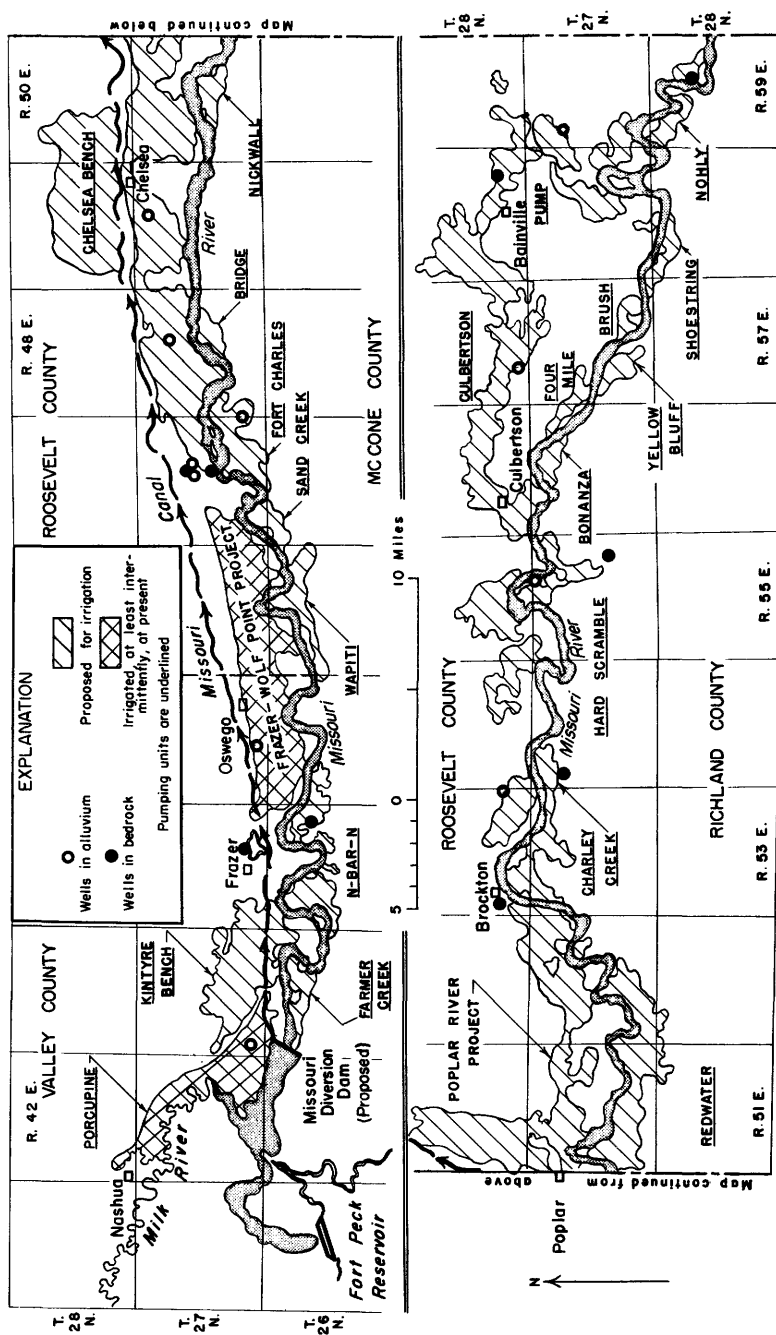 EXPLANATION
Wells in alluvium
Wells in bedrock
Proposed for irrigation
Irrigated at least inter-
mittenfly, at present
Pumping units are underlined
T.
28
N.
T.
27
N.
T.
26
N.
R. 42 E.
VALLEY COUNTY
ROOSEVELT COUNTY
R. 48 E.
R. 50 E.
Map continued below
Nashua
PORCUPINE
Milk River
KINTYRE
BENCH
Frazer
Oswego
Missouri Canal
FRAZER-WOLF POINT PROJECT
CHELSEA BENCH
Chelsea
River
NICKWALL
BRIDGE
FORT CHARLES
SAND CREEK
MC CONE COUNTY
WAPITI
Missouri
N-BAR-N
FARMER
CREEK
Missouri
Diversion
Dam
(Proposed)
Fort Peck
Reservoir
5
0
10 Miles
Map continued from
above
Poplar
N
POPLAR RIVER
PROJECT
REDWATER
R. 51 E.
Brockton
ROOSEVELT COUNTY
CHARLEY
CREEK
R. 53 E.
Missouri River
HARD SCRAMBLE
RICHLAND COUNTY
R. 55 E.
Culbertson
CULBERTSON
BONANZA
FOUR
MILE
YELLOW
BLUFF
BRUSH
R. 57 E.
SHOESTRING
Bainville
PUMP
NOHLY
R. 59 E.
T.
28
N.
T.
27
N.
T.
28
N.